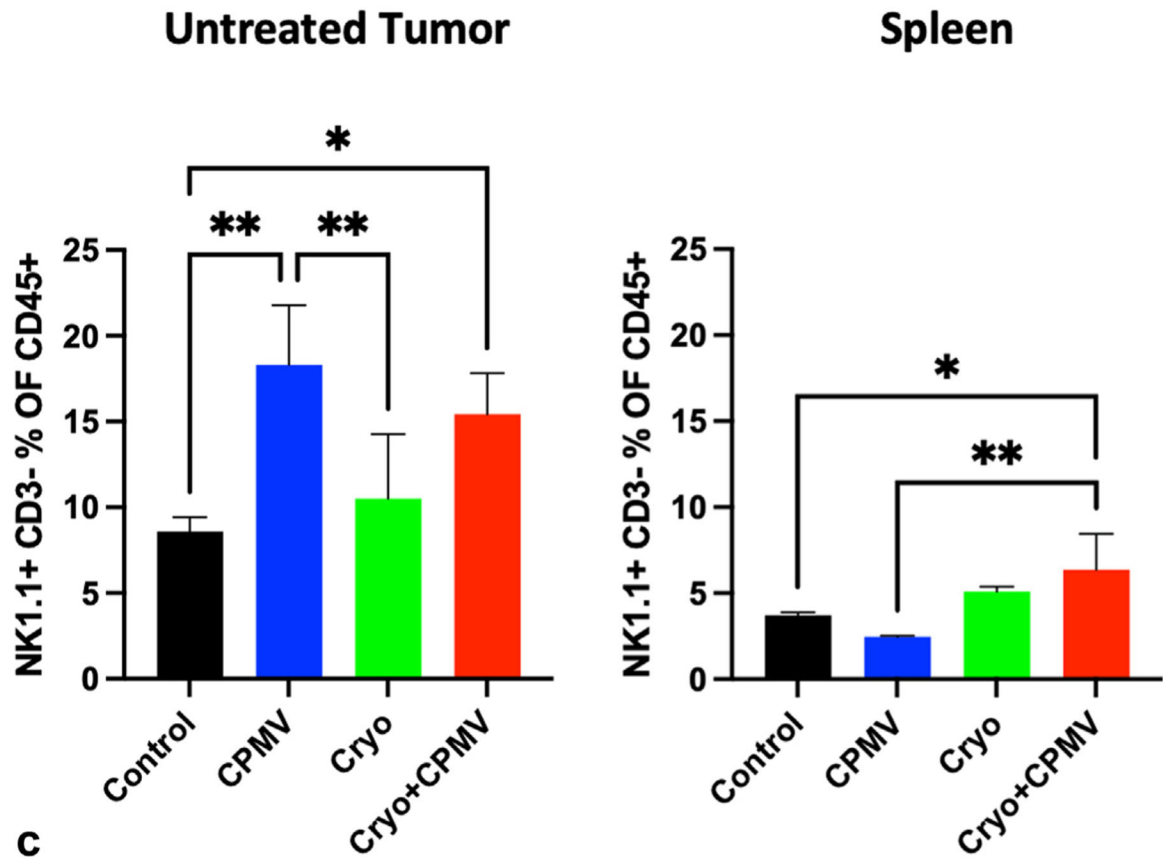 Untreated Tumor
*
** **
NK1.1+ CD3- % OF CD45+
25
20
15
10
5
0
Control
CPMV
Cryo
Cryo+CPMV
Spleen
*
**
NK1.1+ CD3- % OF CD45+
25
20
15
10
5
0
Control
CPMV
Cryo
Cryo+CPMV
c